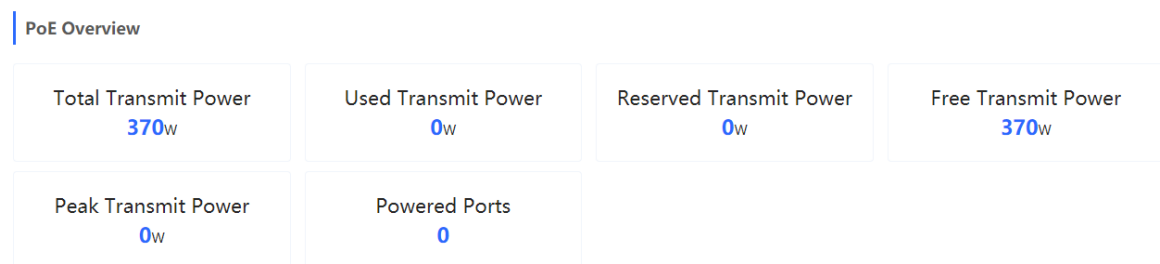 PoE Overview
Total Transmit Power
370W
Used Transmit Power
0W
Reserved Transmit Power
0W
Free Transmit Power
370W
Peak Transmit Power
0W
Powered Ports
0